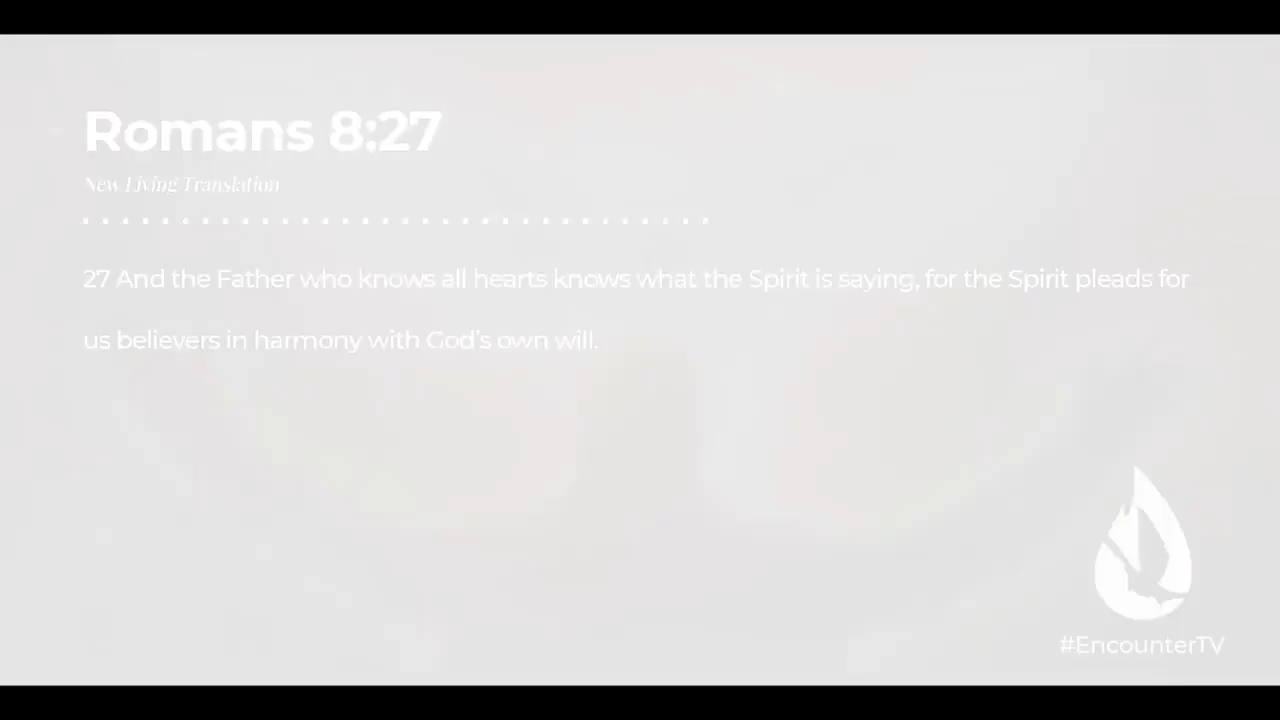 Romans 8:27
New Living Translation
27 And the Father who knows all hearts knows what the Spirit is saying, for the Spirit pleads for
us believers in harmony with God's own will.
#EncounterTV